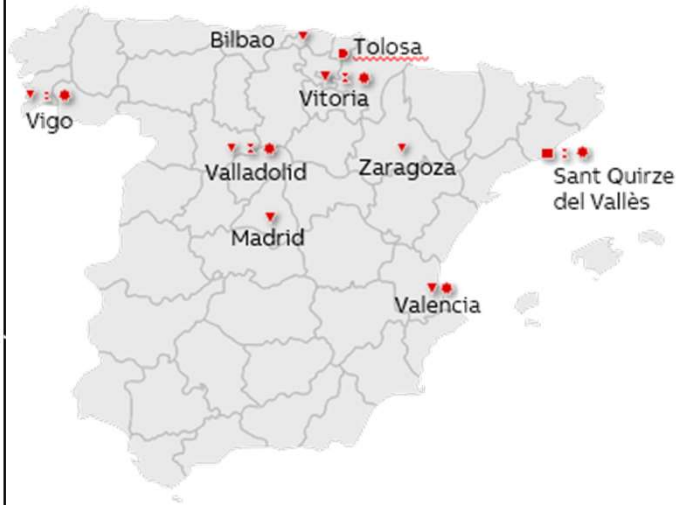 Bilbao
Tolosa
Vitoria
Vigo
Valladolid
Zaragoza
Sant Quirze
del Vallès
Madrid
Valencia